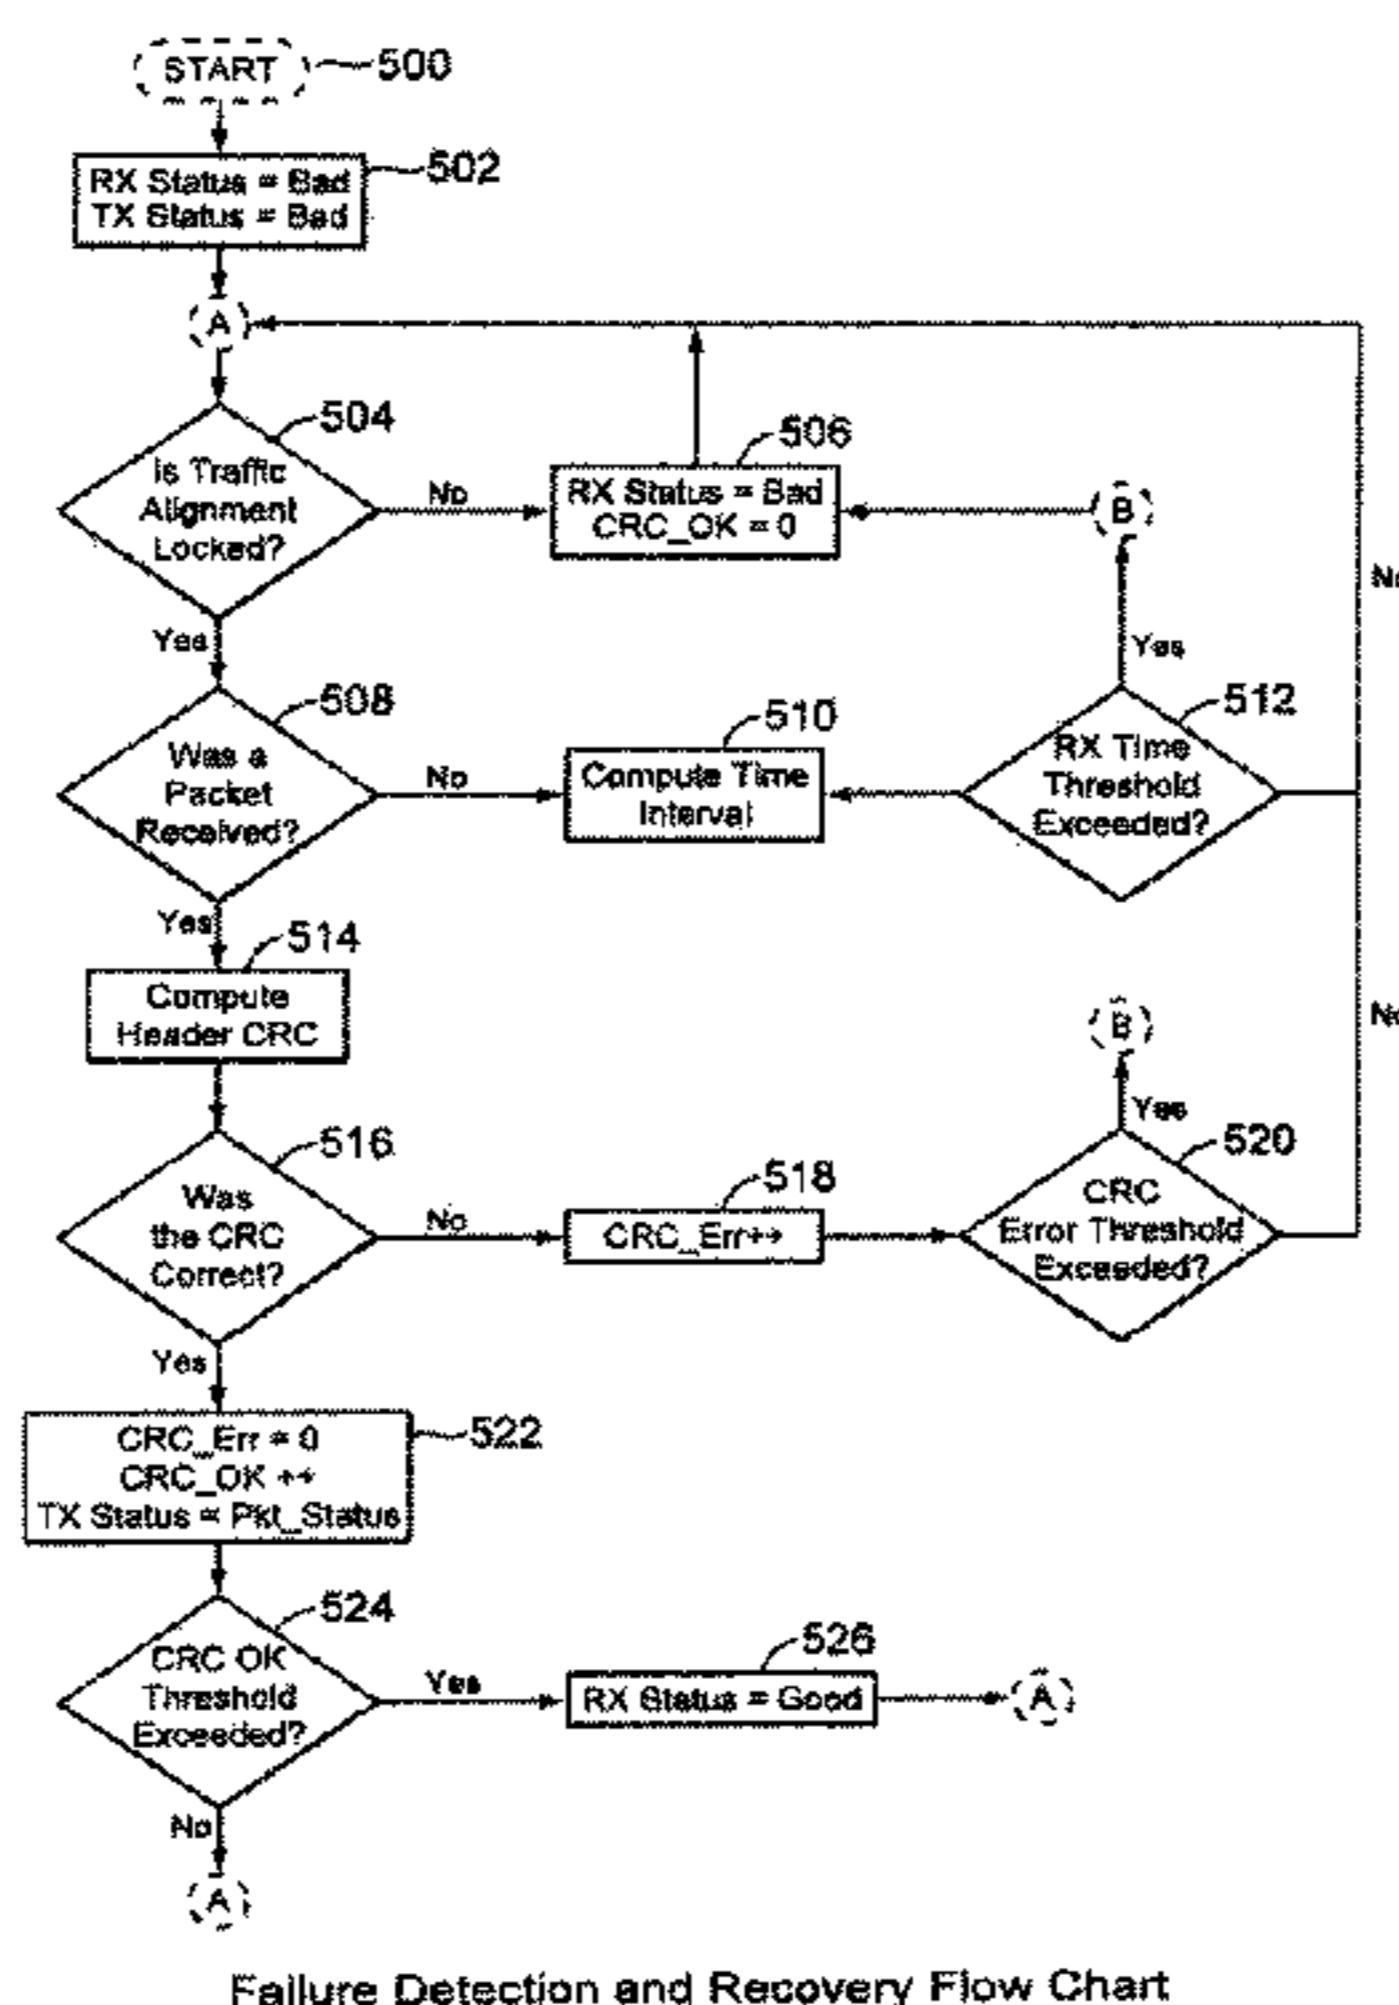 START
500
RX Status = Bad
TX Status = Bad
502
A
504
Is Traffic
Alignment
Locked?
No
506
RX Status = Bad
CRC_OK = 0
B
No
Yes
Yes
508
Was a
Packet
Received?
No
510
Compute Time
Interval
512
RX Time
Threshold
Exceeded?
Yes
514
Compute
Header CRC
B
No
Yes
516
Was
the CRC
Correct?
No
518
CRC_Err++
520
CRC
Error Threshold
Exceeded?
Yes
522
CRC_Err = 0
CRC_OK ++
TX Status = Pkt_Status
524
CRC OK
Threshold
Exceeded?
Yes
526
RX Status = Good
A
No
A
Failure Detection and Recovery Flow Chart